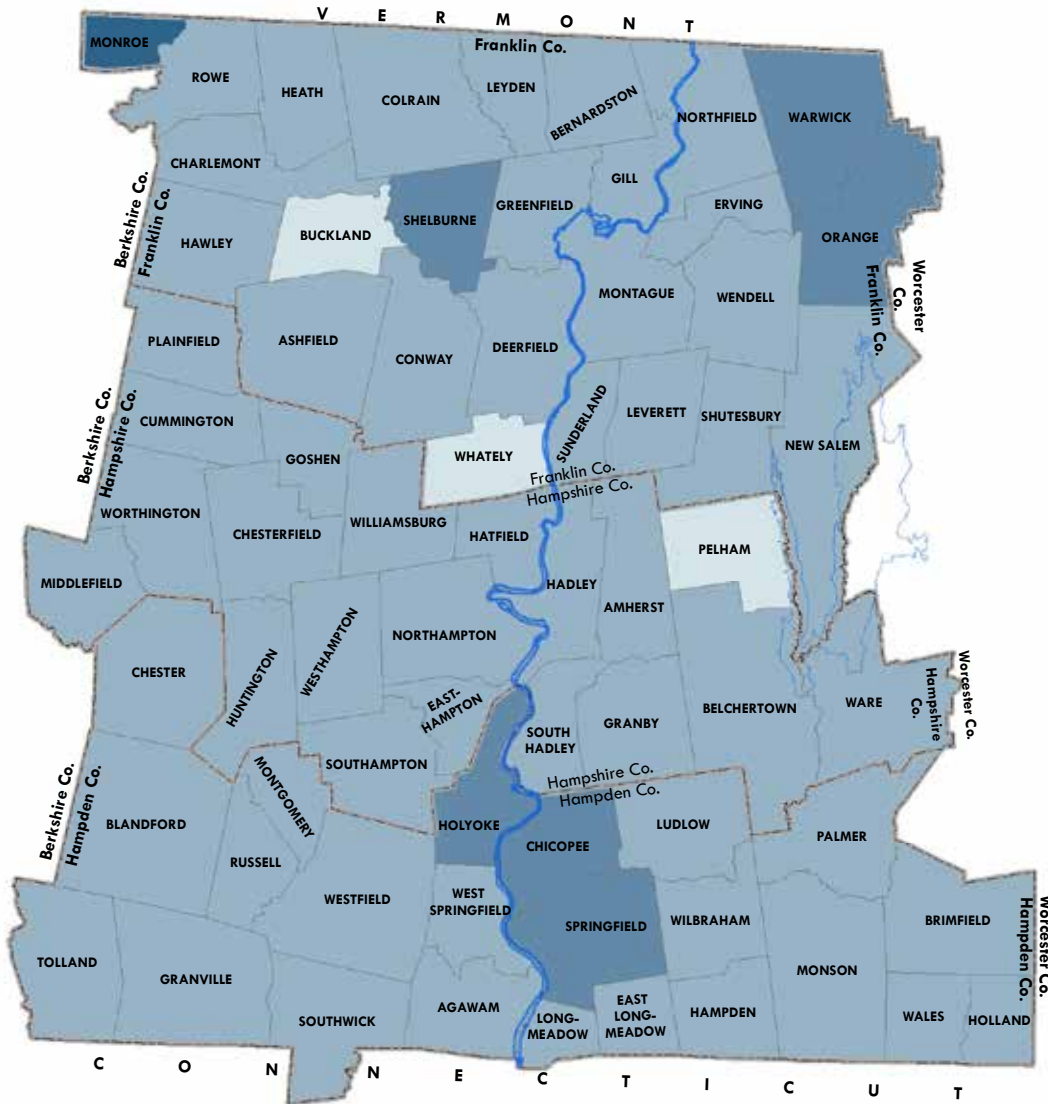 V E R M O N T
Franklin Co.
MONROE
ROWE
HEATH
COLRAIN
LEYDEN
BERNARDSTON
NORTHFIELD
WARWICK
CHARLEMONT
GILL
SHELBURNE
GREENFIELD
ERVING
Berkshire Co.
Franklin Co.
HAWLEY
BUCKLAND
ORANGE
Franklin Co.
Worcester
Co.
MONTAGUE
WENDELL
PLAINFIELD
ASHFIELD
CONWAY
DEERFIELD
SUNDERLAND
LEVERETT
SHUTESBURY
NEW SALEM
Berkshire Co.
Hampshire Co.
CUMMINGTON
GOSHEN
WHATELY
Franklin Co.
Hampshire Co.
WORTHINGTON
CHESTERFIELD
WILLIAMSBURG
HATFIELD
PELHAM
MIDDLEFIELD
HADLEY
AMHERST
NORTHAMPTON
CHESTER
HUNTINGTON
WESTHAMPTON
EAST-
HAMPTON
SOUTH
HADLEY
GRANBY
BELCHERTOWN
WARE
Hampshire
Co.
Worcester Co.
SOUTHAMPTON
MONTGOMERY
Hampshire Co.
Hampden Co.
Berkshire Co.
Hampden Co.
BLANDFORD
RUSSELL
HOLYOKE
CHICOPEE
LUDLOW
PALMER
WESTFIELD
WEST
SPRINGFIELD
SPRINGFIELD
WILBRAHAM
BRIMFIELD
Hampden Co.
Worcester Co.
TOLLAND
GRANVILLE
MONSON
SOUTHWICK
AGAWAM
LONG-
MEADOW
EAST
LONG-
MEADOW
HAMPDEN
WALES
HOLLAND
C O N N E C T I C U T